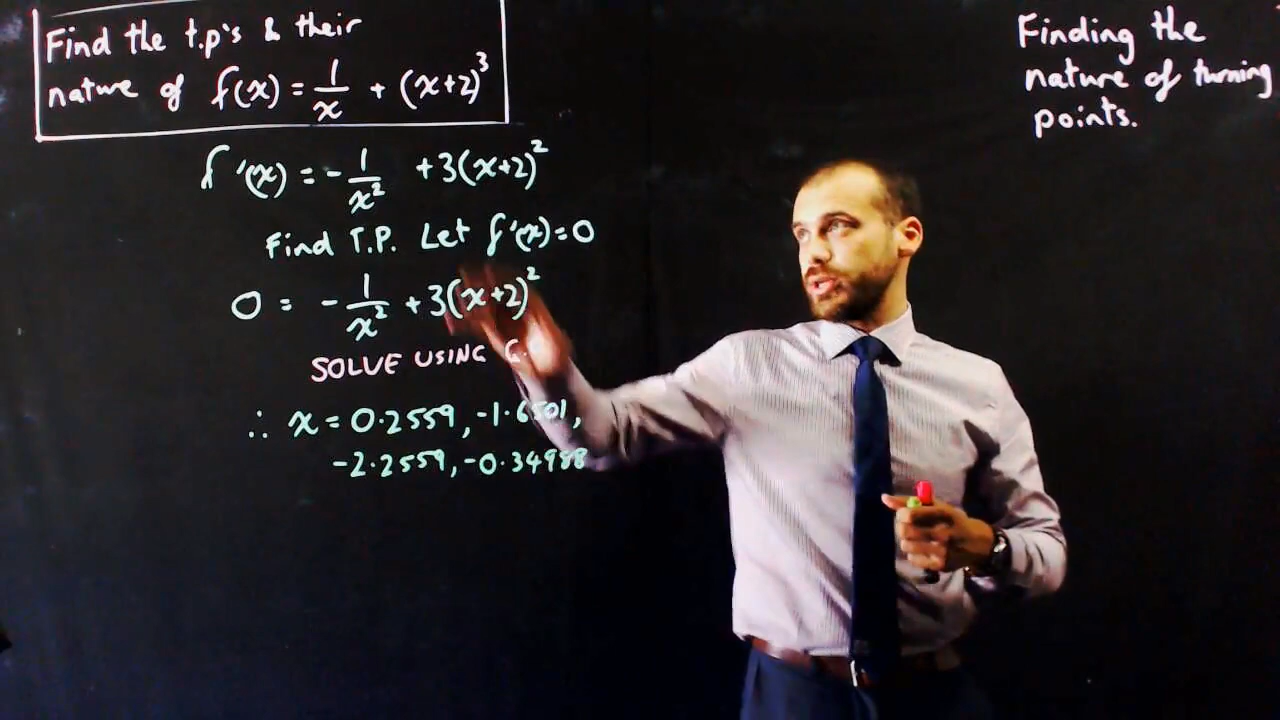 Find the t.p's & their
nature of f(x) = 1/x + (x+2)³
f'(x) = - 1/x² + 3(x+2)²
Find T.P. Let f'(x)=0
0 = - 1/x² + 3(x+2)²
SOLVE USING
∴ x = 0.2559, -1.6501,
-2.2559, -0.34988
Finding the
nature of turning
points.